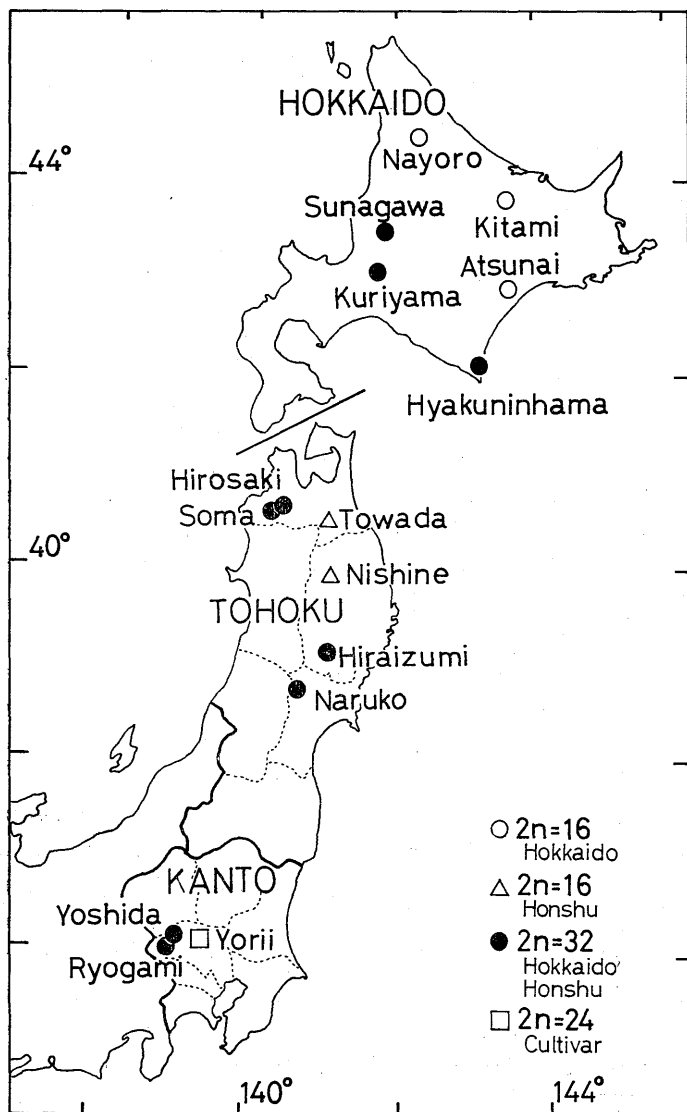 HOKKAIDO
Nayoro
44°
Sunagawa
Kitami
Atsunai
Kuriyama
Hyakuninhama
Hirosaki
Soma
Towada
40°
Nishine
TOHOKU
Hiraizumi
Naruko
2n=16
Hokkaido
2n=16
Honshu
KANTO
Yoshida
Yorii
2n=32
Hokkaido
Honshu
Ryogami
2n=24
Cultivar
140°
144°